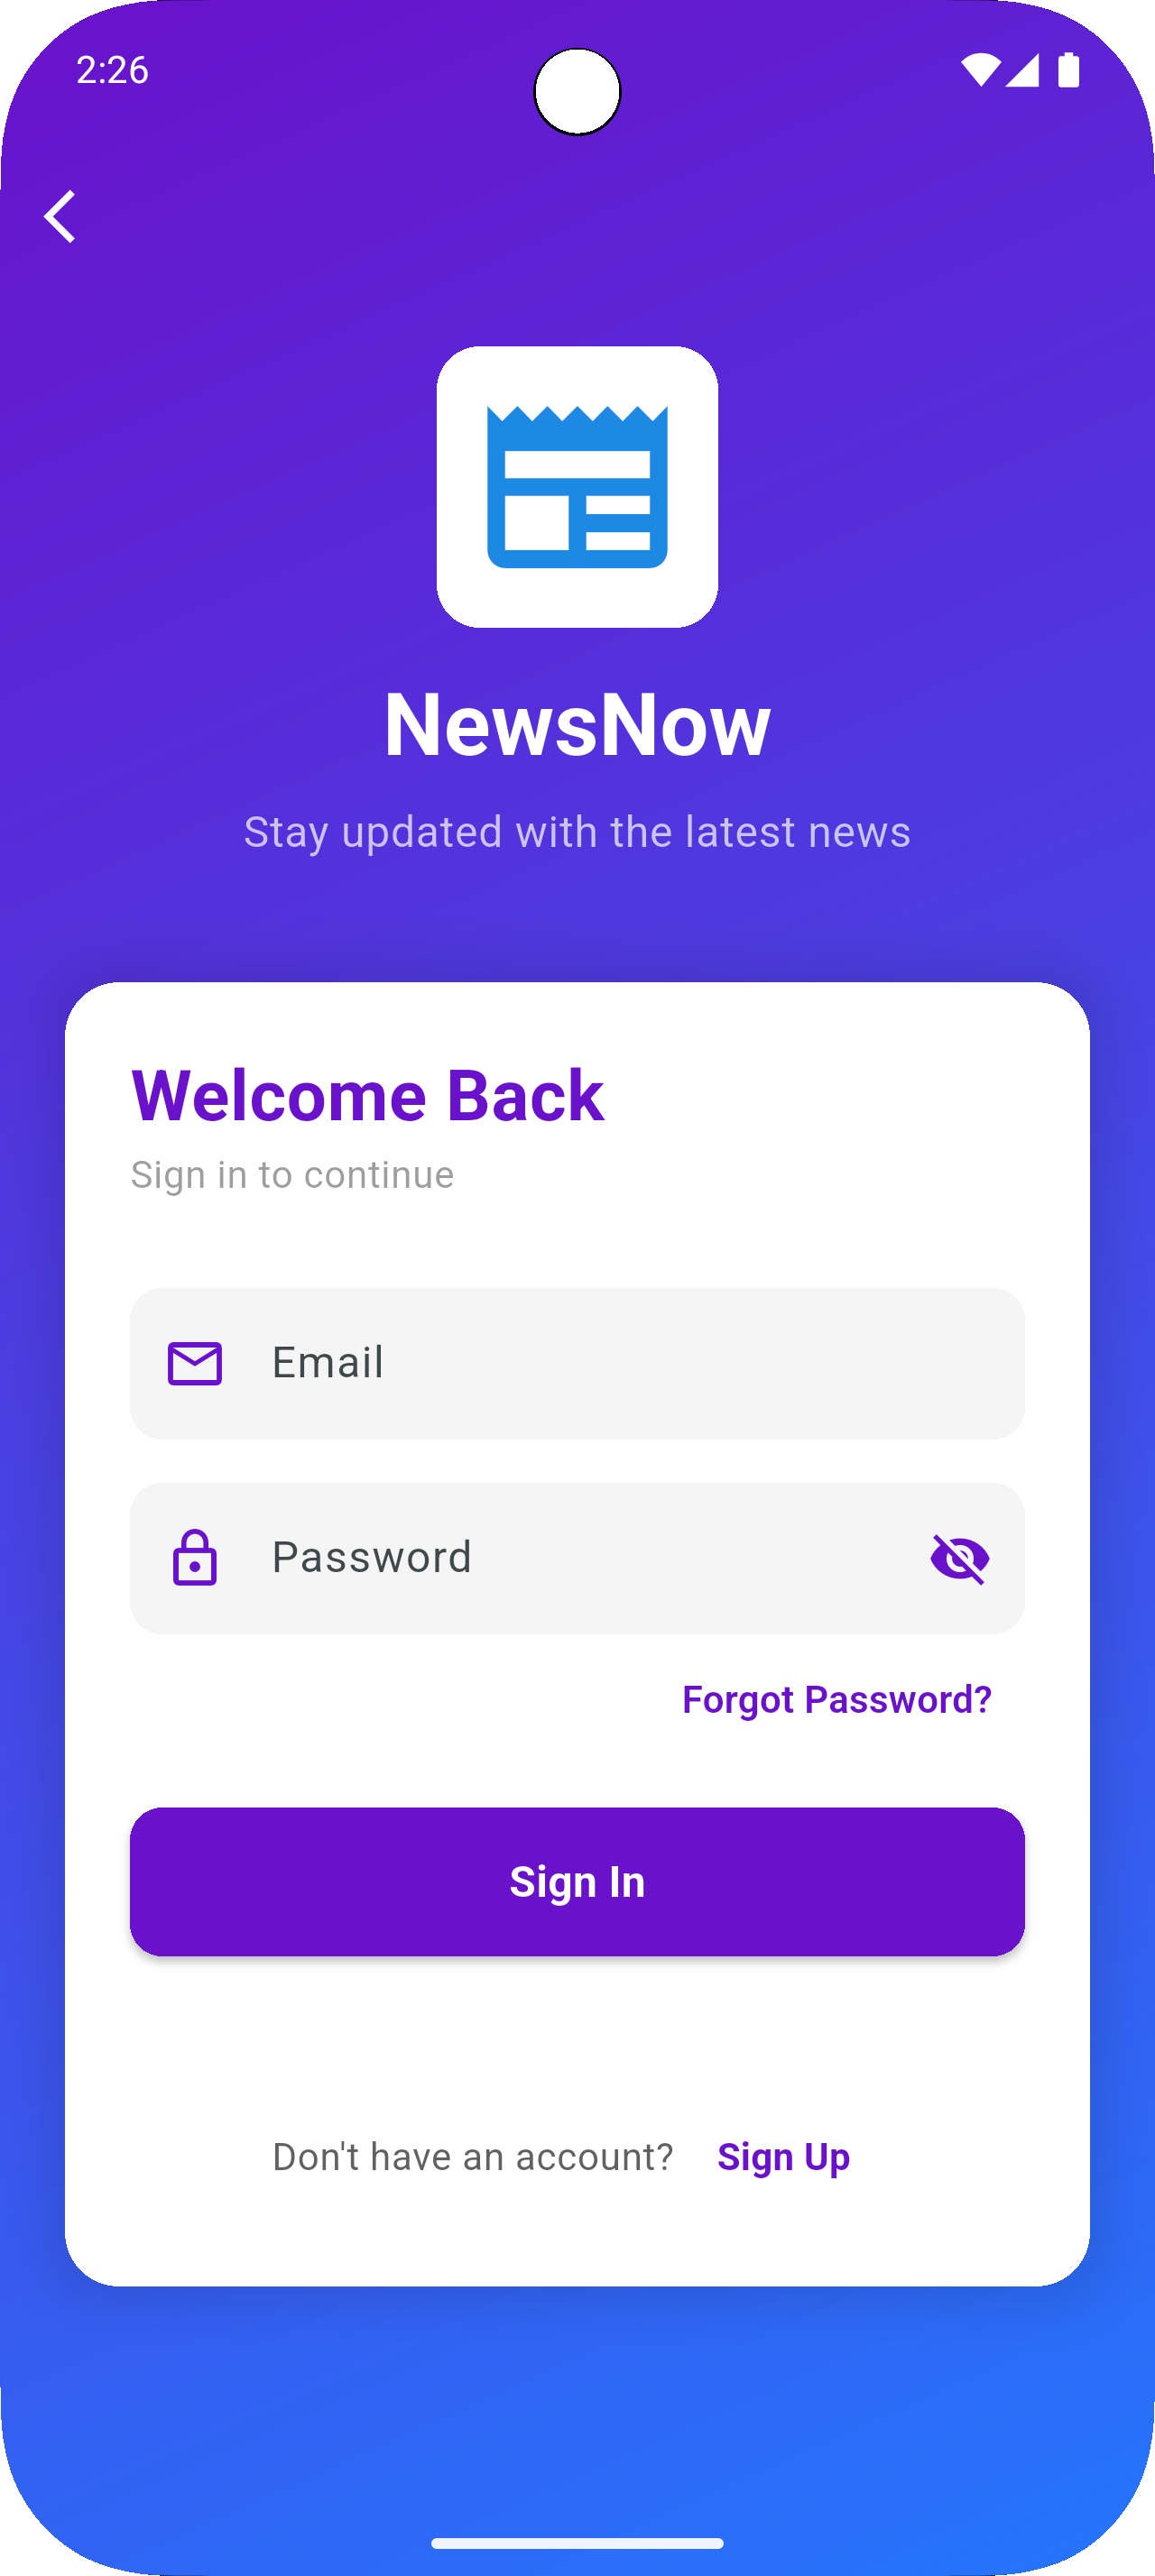 2:26
NewsNow
Stay updated with the latest news
Welcome Back
Sign in to continue
Email
Password
Forgot Password?
Sign In
Don't have an account? Sign Up